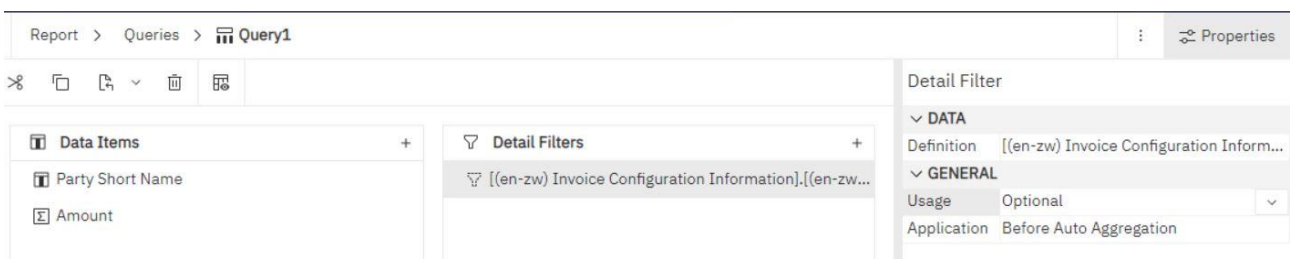 Report > Queries > Query1
Properties
Detail Filter
Data Items +
Party Short Name
Amount
Detail Filters +
[(en-zw) Invoice Configuration Information].[(en-zw...
DATA
Definition [(en-zw) Invoice Configuration Inform...
GENERAL
Usage Optional
Application Before Auto Aggregation